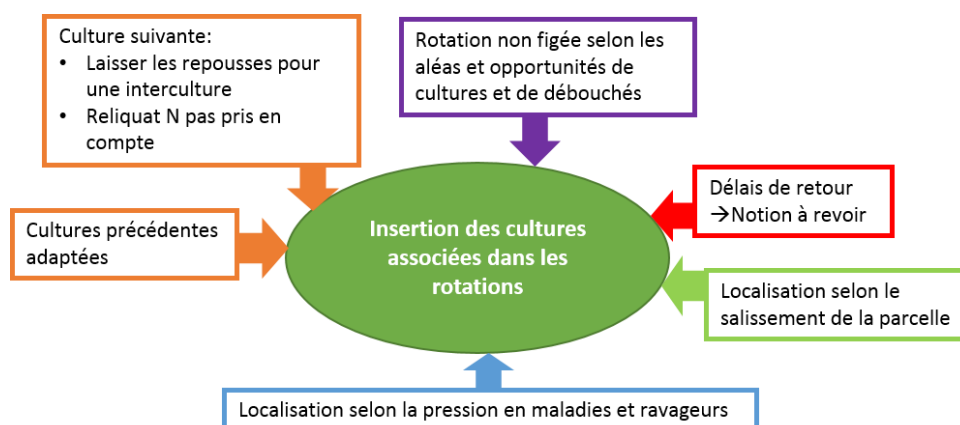 Culture suivante:
• Laisser les repousses pour
une interculture
• Reliquat N pas pris en
compte
Rotation non figée selon les
aléas et opportunités de
cultures et de débouchés
Délais de retour
→Notion à revoir
Cultures précédentes
adaptées
Insertion des cultures
associées dans les
rotations
Localisation selon le
salissement de la parcelle
Localisation selon la pression en maladies et ravageurs